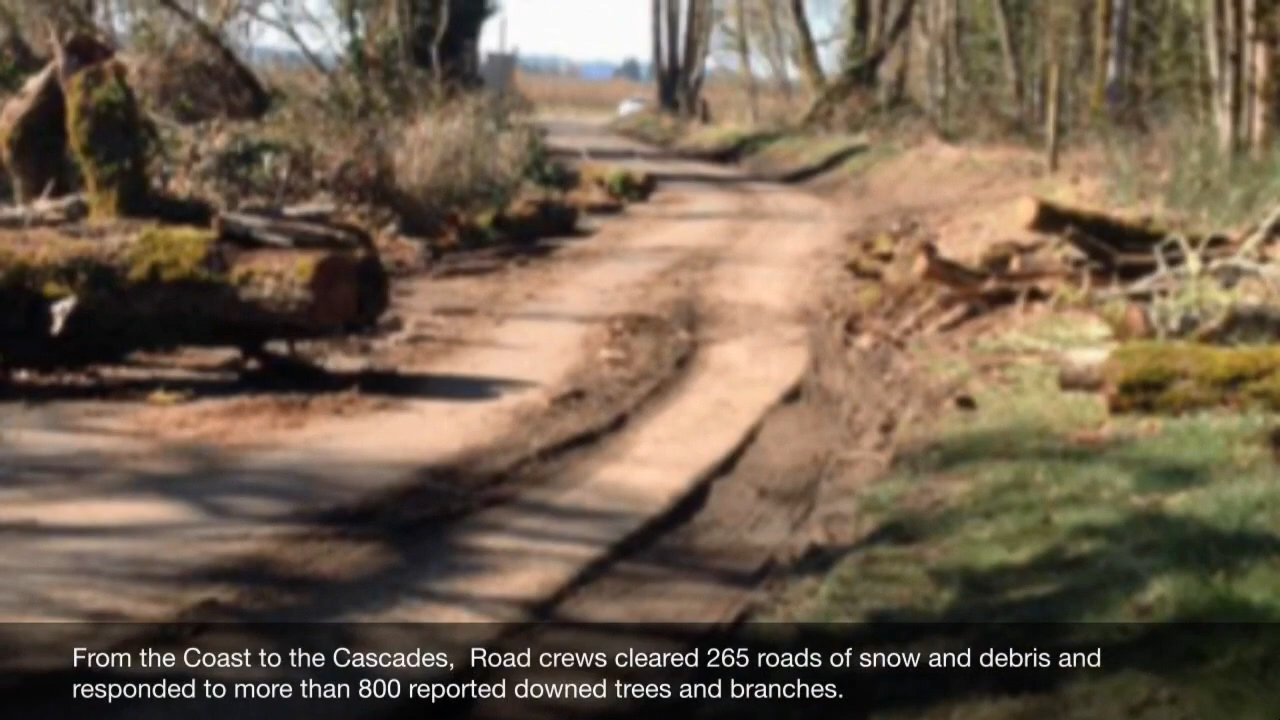 From the Coast to the Cascades,  Road crews cleared 265 roads of snow and debris and
responded to more than 800 reported downed trees and branches.